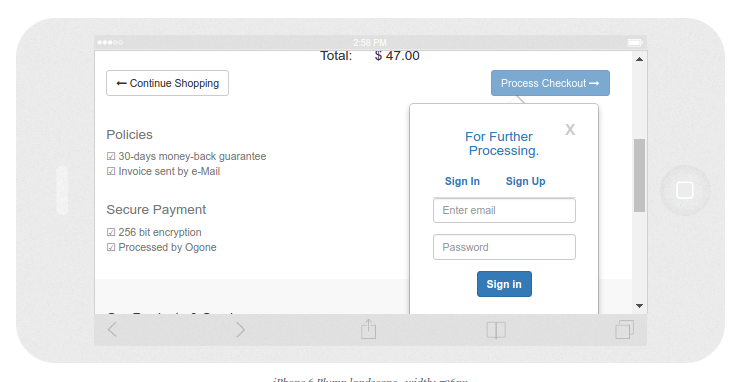 2:58 PM
Total: $ 47.00
← Continue Shopping
Process Checkout →
Policies
☑ 30-days money-back guarantee
☑ Invoice sent by e-Mail
Secure Payment
☑ 256 bit encryption
☑ Processed by Ogone
X
For Further
Processing.
Sign In Sign Up
Enter email
Password
Sign in